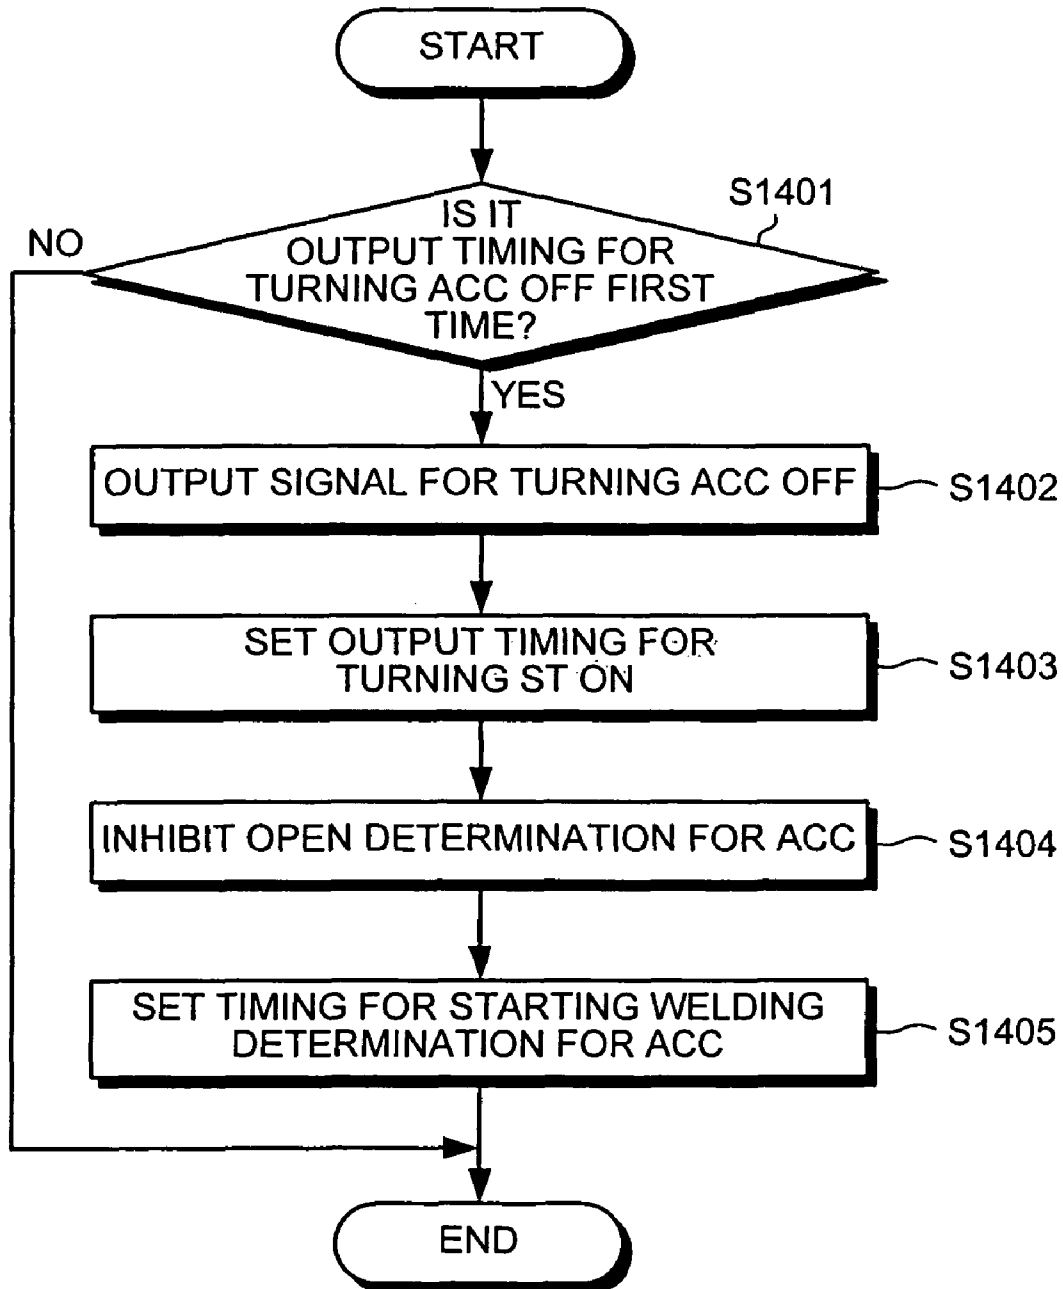 START
S1401
NO
IS IT
OUTPUT TIMING FOR
TURNING ACC OFF FIRST
TIME?
YES
OUTPUT SIGNAL FOR TURNING ACC OFF
S1402
SET OUTPUT TIMING FOR
TURNING ST ON
S1403
INHIBIT OPEN DETERMINATION FOR ACC
S1404
SET TIMING FOR STARTING WELDING
DETERMINATION FOR ACC
S1405
END